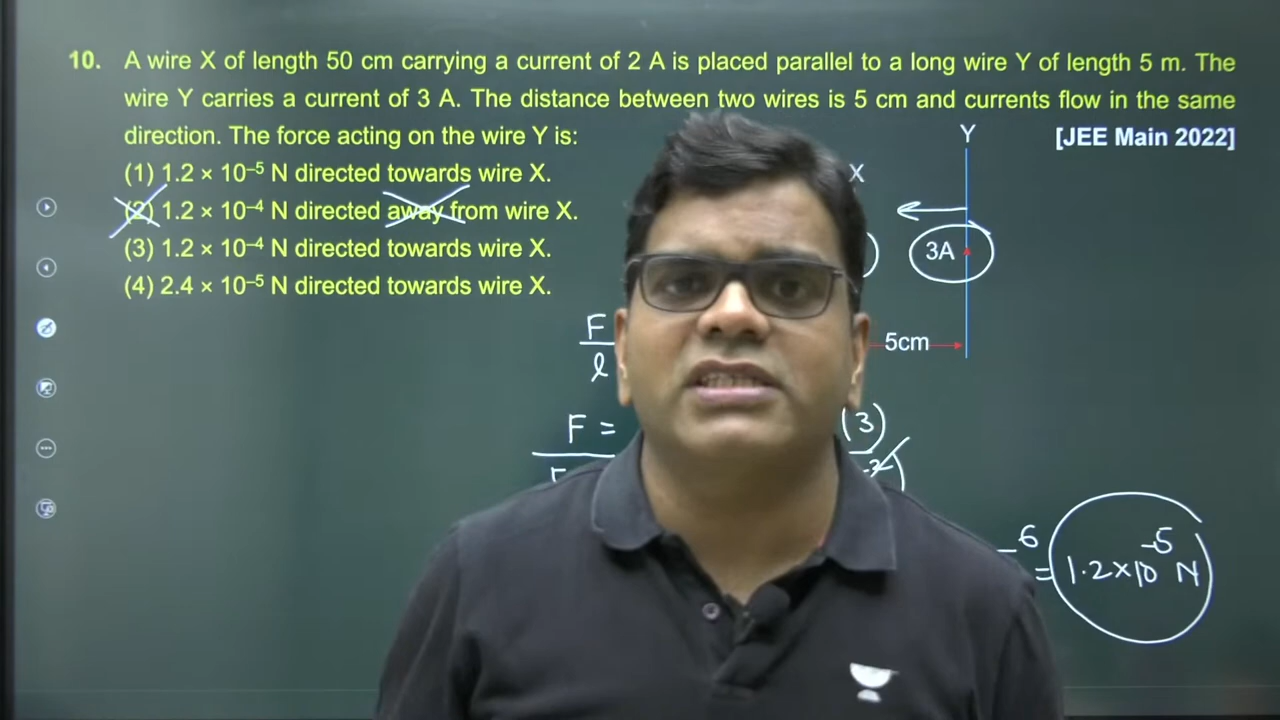 10. A wire X of length 50 cm carrying a current of 2 A is placed parallel to a long wire Y of length 5 m. The
wire Y carries a current of 3 A. The distance between two wires is 5 cm and currents flow in the same
direction. The force acting on the wire Y is:
[JEE Main 2022]
(1) 1.2 × 10⁻⁵ N directed towards wire X.
(2) 1.2 × 10⁻⁴ N directed away from wire X.
(3) 1.2 × 10⁻⁴ N directed towards wire X.
(4) 2.4 × 10⁻⁵ N directed towards wire X.
Y
X
3A
5cm
F
l
F =
(3)
-6
= 1.2×10⁻⁵ N